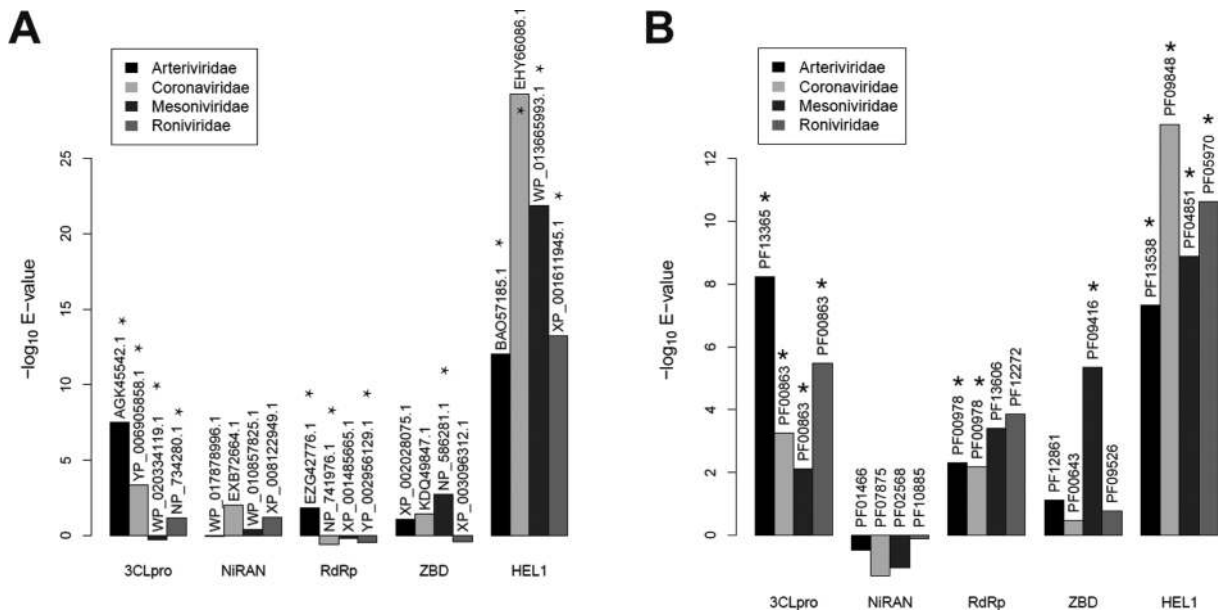 A
Arteriviridae
Coronaviridae
Mesoniviridae
Roniviridae
−log10 E−value
25
20
15
10
5
0
AGK45542.1 *
YP_006905858.1 *
WP_020334119.1 *
NP_734280.1 *
WP_017878996.1
EXB72664.1
WP_010857825.1
XP_008122949.1
EZG42776.1 *
NP_741976.1 *
XP_001485665.1
YP_002956129.1 *
XP_002028075.1
KDQ49847.1
NP_586281.1 *
XP_003096312.1
BAO57185.1 *
EHY66086.1 *
WP_013665993.1 *
XP_001611945.1 *
3CLpro
NiRAN
RdRp
ZBD
HEL1
B
Arteriviridae
Coronaviridae
Mesoniviridae
Roniviridae
−log10 E−value
12
10
8
6
4
2
0
PF13365 *
PF00863 *
PF00863 *
PF00863 *
PF01466
PF07875
PF02568
PF10885
PF00978 *
PF00978 *
PF13606
PF12272
PF12861
PF00643
PF09416 *
PF09526
PF13538 *
PF09848 *
PF04851 *
PF05970 *
3CLpro
NiRAN
RdRp
ZBD
HEL1